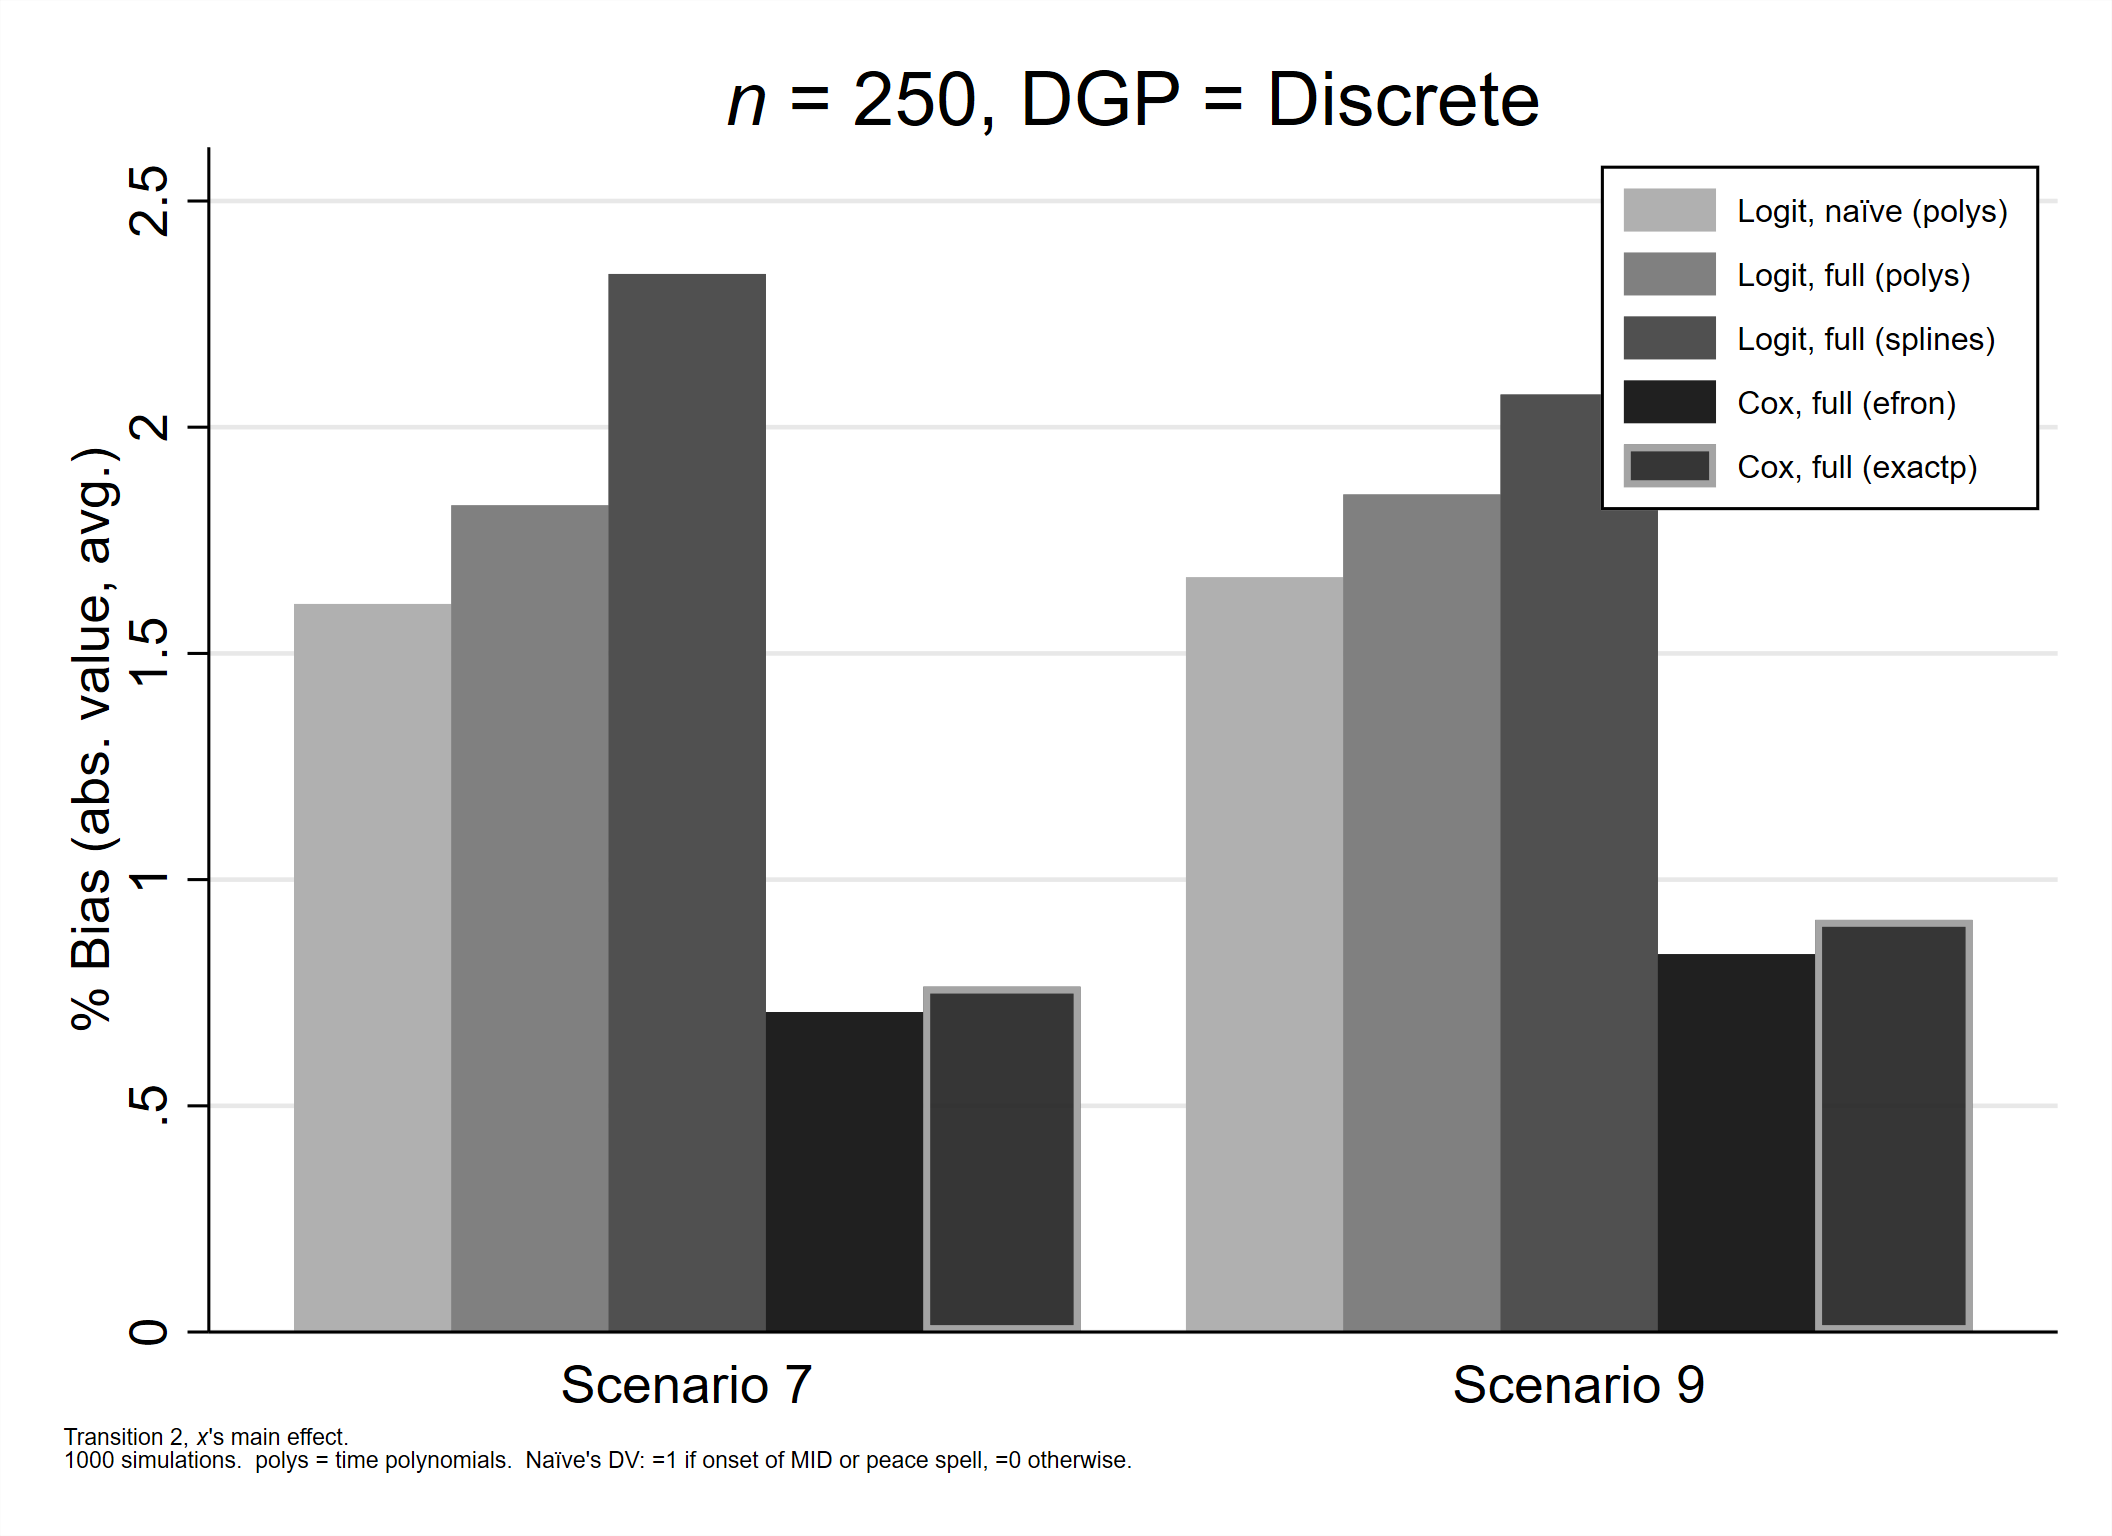 n = 250, DGP = Discrete
% Bias (abs. value, avg.)
2.5
2
1.5
1
.5
0
Logit, naïve (polys)
Logit, full (polys)
Logit, full (splines)
Cox, full (efron)
Cox, full (exactp)
Scenario 7
Scenario 9
Transition 2, x's main effect.
1000 simulations.  polys = time polynomials.  Naïve's DV: =1 if onset of MID or peace spell, =0 otherwise.